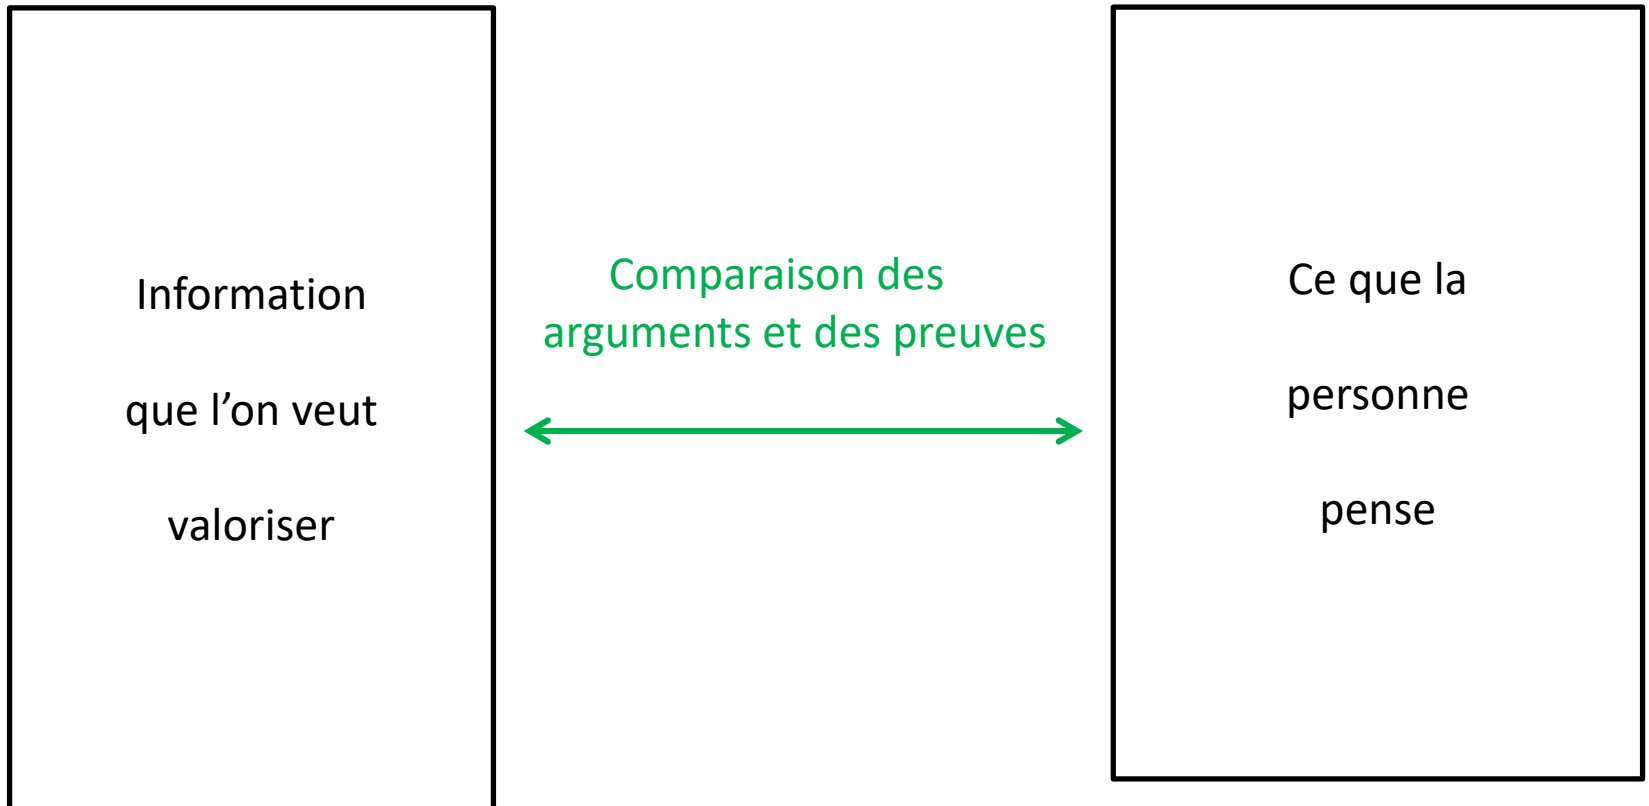 Information
que l’on veut
valoriser
Comparaison des
arguments et des preuves
Ce que la
personne
pense